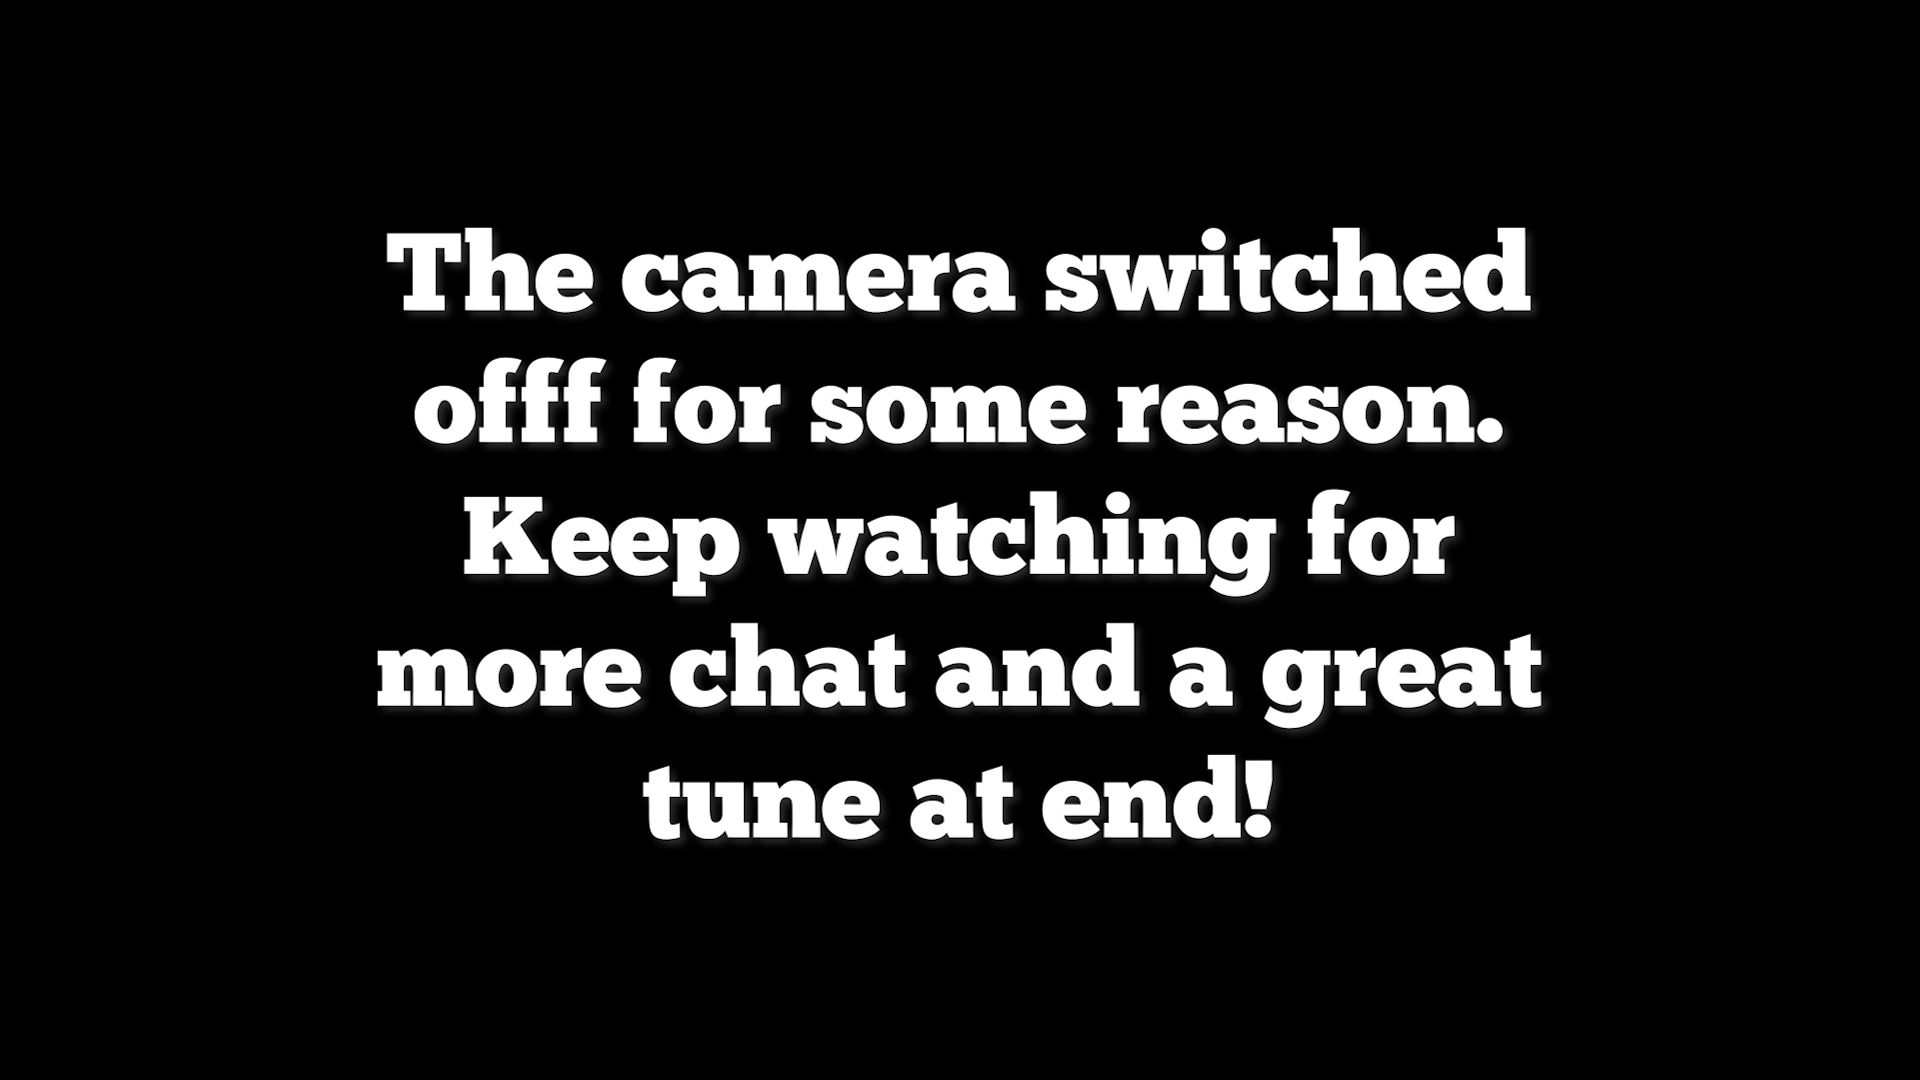 The camera switched
offf for some reason.
Keep watching for
more chat and a great
tune at end!